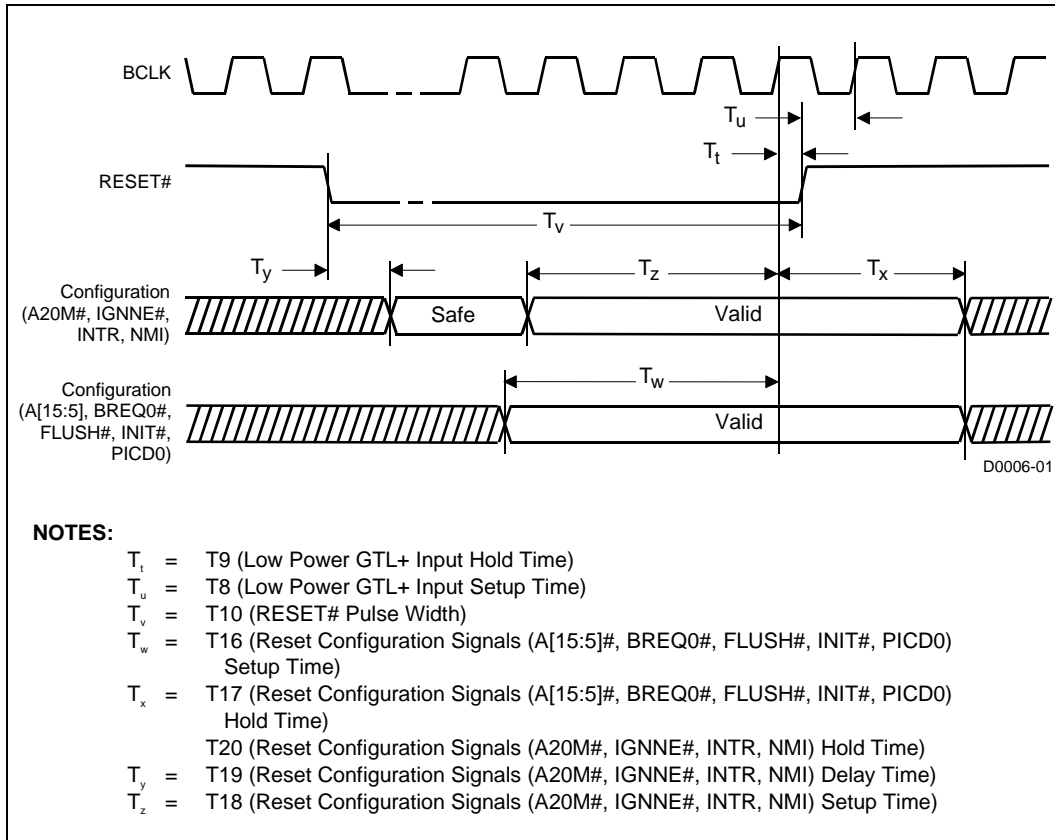 BCLK
Tu
Tt
RESET#
Tv
Ty
Tz
Tx
Configuration
(A20M#, IGNNE#,
INTR, NMI)
Safe
Valid
Tw
Configuration
(A[15:5], BREQ0#,
FLUSH#, INIT#,
PICD0)
Valid
D0006-01
NOTES:
Tt = T9 (Low Power GTL+ Input Hold Time)
Tu = T8 (Low Power GTL+ Input Setup Time)
Tv = T10 (RESET# Pulse Width)
Tw = T16 (Reset Configuration Signals (A[15:5]#, BREQ0#, FLUSH#, INIT#, PICD0)
Setup Time)
Tx = T17 (Reset Configuration Signals (A[15:5]#, BREQ0#, FLUSH#, INIT#, PICD0)
Hold Time)
T20 (Reset Configuration Signals (A20M#, IGNNE#, INTR, NMI) Hold Time)
Ty = T19 (Reset Configuration Signals (A20M#, IGNNE#, INTR, NMI) Delay Time)
Tz = T18 (Reset Configuration Signals (A20M#, IGNNE#, INTR, NMI) Setup Time)